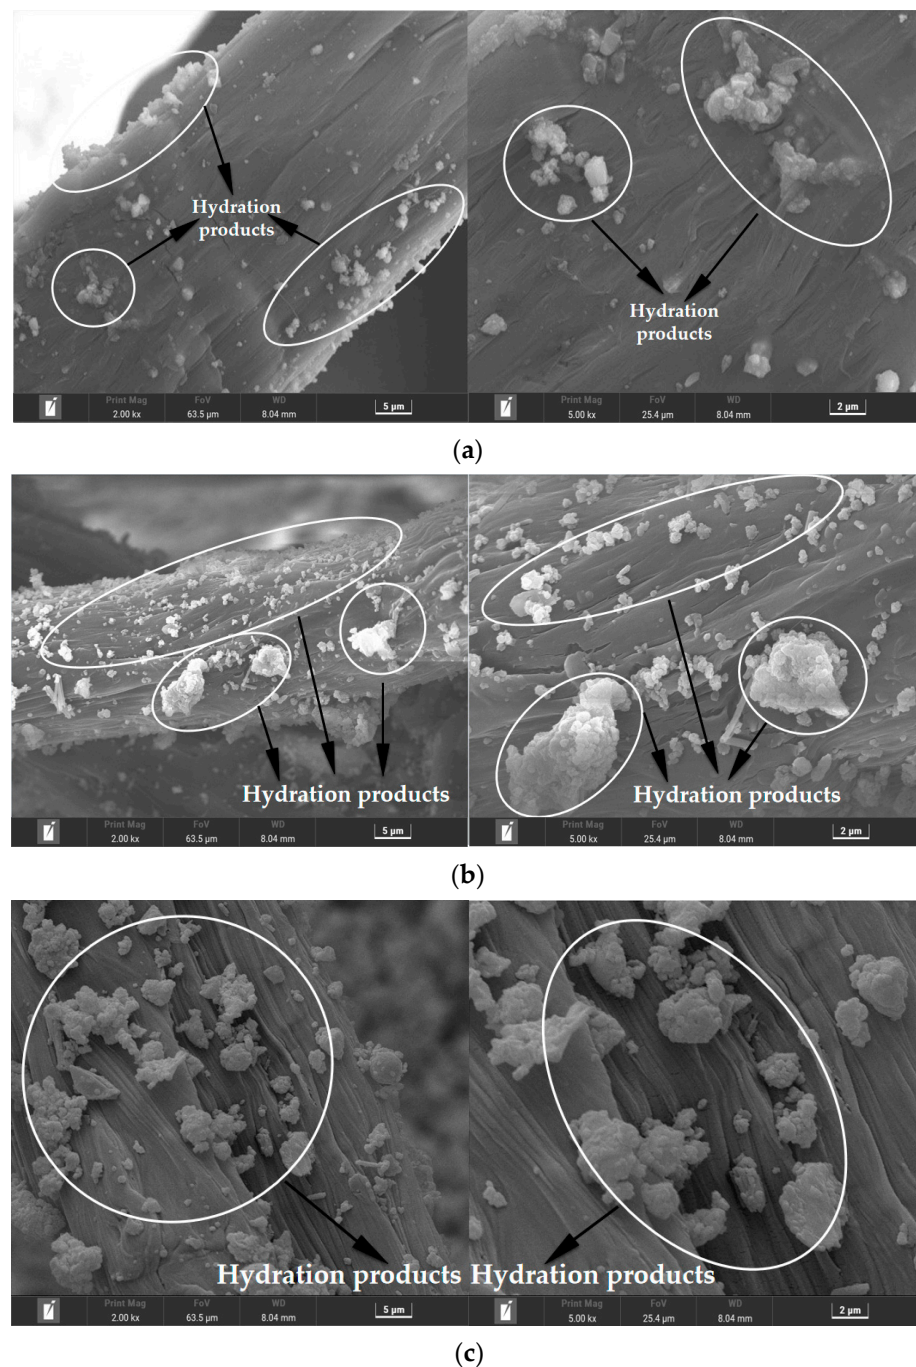 Hydration
products
Hydration
products
Print Mag FoV WD
2.00 kx 63.5 µm 8.04 mm 5 µm
Print Mag FoV WD
5.00 kx 25.4 µm 8.04 mm 2 µm
(a)
Hydration products
Hydration products
Print Mag FoV WD
2.00 kx 63.5 µm 8.04 mm 5 µm
Print Mag FoV WD
5.00 kx 25.4 µm 8.04 mm 2 µm
(b)
Hydration products
Hydration products
Print Mag FoV WD
2.00 kx 63.5 µm 8.04 mm 5 µm
Print Mag FoV WD
5.00 kx 25.4 µm 8.04 mm 2 µm
(c)